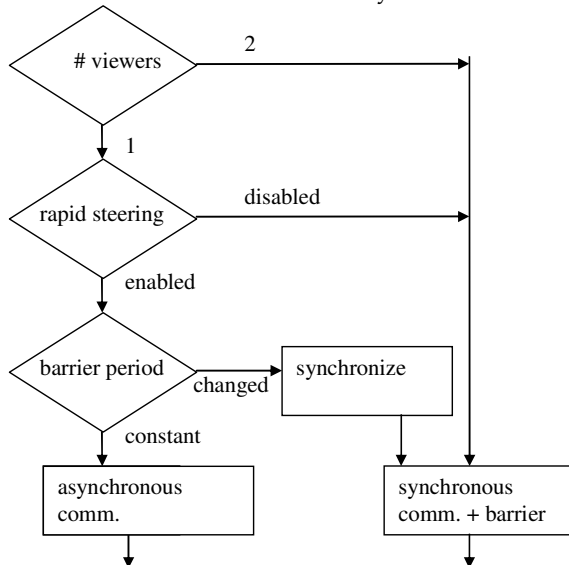 # viewers
2
1
rapid steering
disabled
enabled
barrier period
changed
synchronize
constant
asynchronous
comm.
synchronous
comm. + barrier